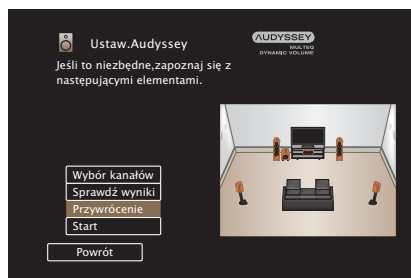 Ustaw.Audyssey
AUDYSSEY
MULTEQ
DYNAMIC VOLUME
Jeśli to niezbędne,zapoznaj się z
następującymi elementami.
Wybór kanałów
Sprawdź wyniki
Przywrócenie
Start
Powrót